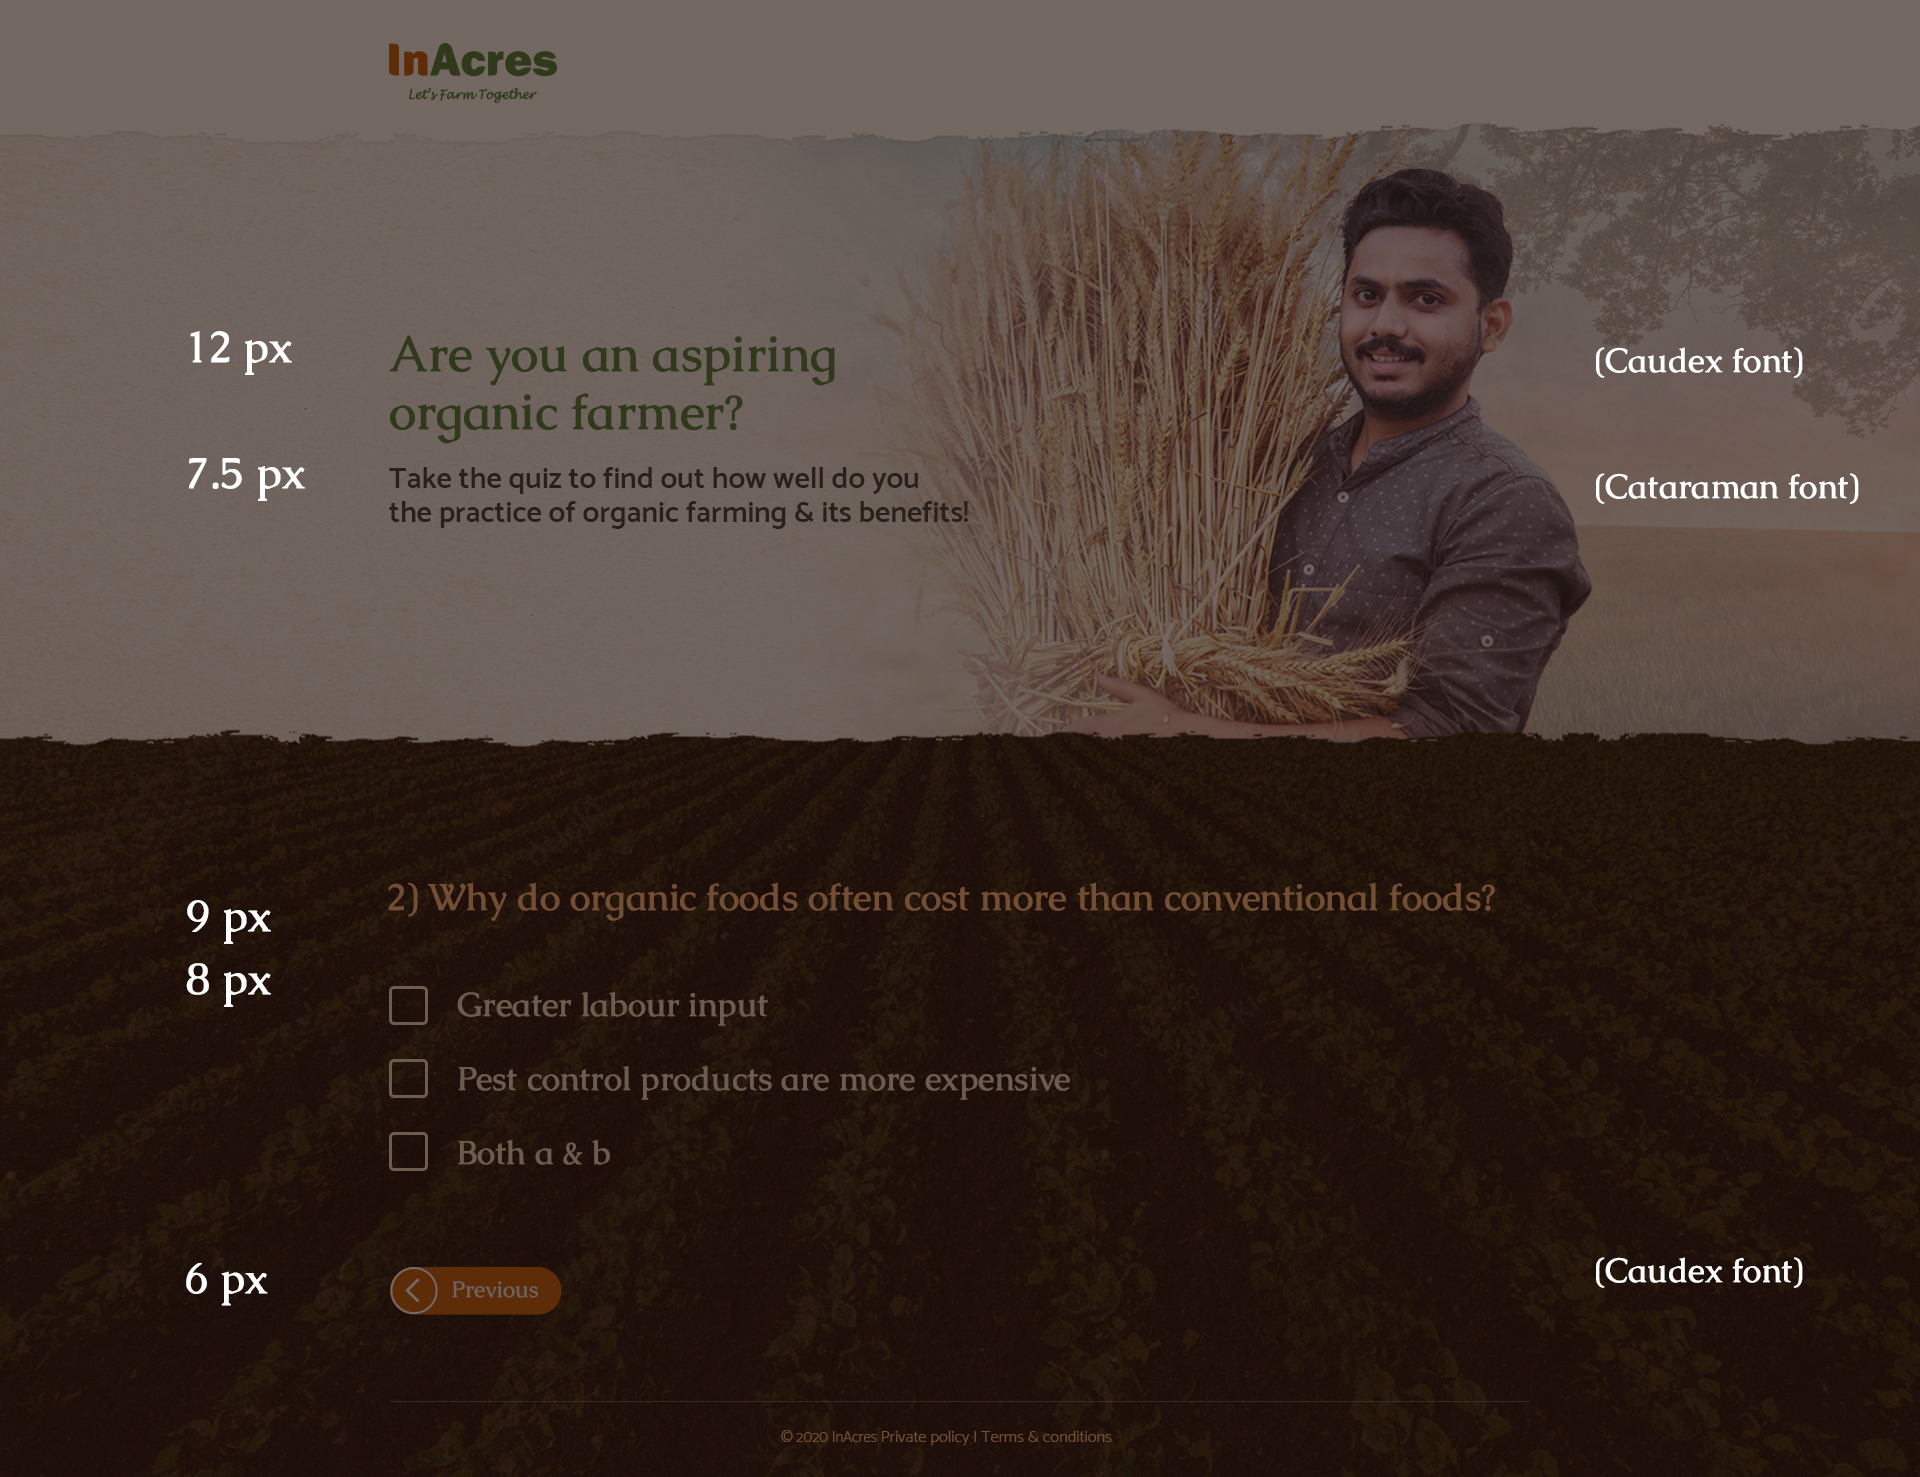 InAcres
Let's Farm Together
12 px
Are you an aspiring
organic farmer?
(Caudex font)
7.5 px
Take the quiz to find out how well do you
the practice of organic farming & its benefits!
(Cataraman font)
9 px
2) Why do organic foods often cost more than conventional foods?
8 px
Greater labour input
Pest control products are more expensive
Both a & b
6 px
Previous
(Caudex font)
© 2020 InAcres Private policy I Terms & conditions